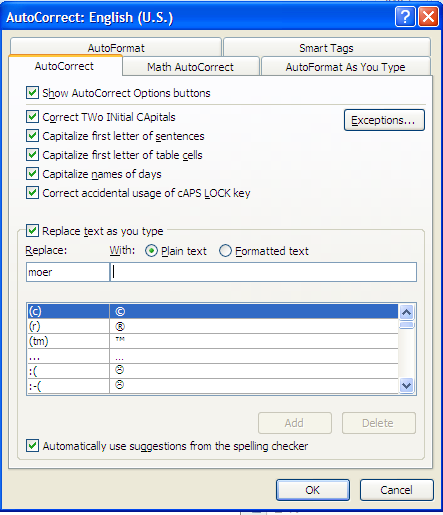 AutoCorrect: English (U.S.)
AutoFormat Smart Tags
AutoCorrect Math AutoCorrect AutoFormat As You Type
Show AutoCorrect Options buttons
Correct TWo INitial CApitals
Exceptions...
Capitalize first letter of sentences
Capitalize first letter of table cells
Capitalize names of days
Correct accidental usage of cAPS LOCK key
Replace text as you type
Replace: With: Plain text Formatted text
moer
(c) ©
(r) ®
(tm) ™
... …
:( ☹
:-( ☹
Add Delete
Automatically use suggestions from the spelling checker
OK Cancel